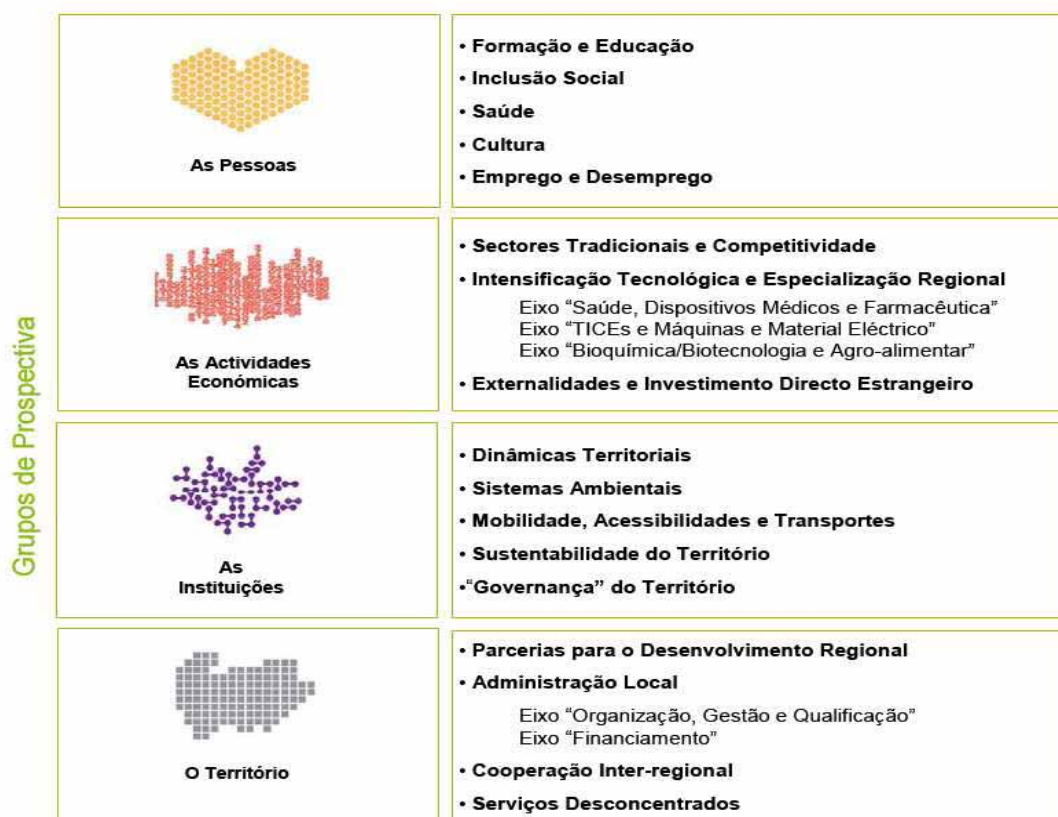 Grupos de Prospectiva
As Pessoas
• Formação e Educação
• Inclusão Social
• Saúde
• Cultura
• Emprego e Desemprego
As Actividades
Económicas
• Sectores Tradicionais e Competitividade
• Intensificação Tecnológica e Especialização Regional
Eixo “Saúde, Dispositivos Médicos e Farmacêutica”
Eixo “TICEs e Máquinas e Material Eléctrico”
Eixo “Bioquímica/Biotecnologia e Agro-alimentar”
• Externalidades e Investimento Directo Estrangeiro
As
Instituições
• Dinâmicas Territoriais
• Sistemas Ambientais
• Mobilidade, Acessibilidades e Transportes
• Sustentabilidade do Território
•“Governança” do Território
O Território
• Parcerias para o Desenvolvimento Regional
• Administração Local
Eixo “Organização, Gestão e Qualificação”
Eixo “Financiamento”
• Cooperação Inter-regional
• Serviços Desconcentrados